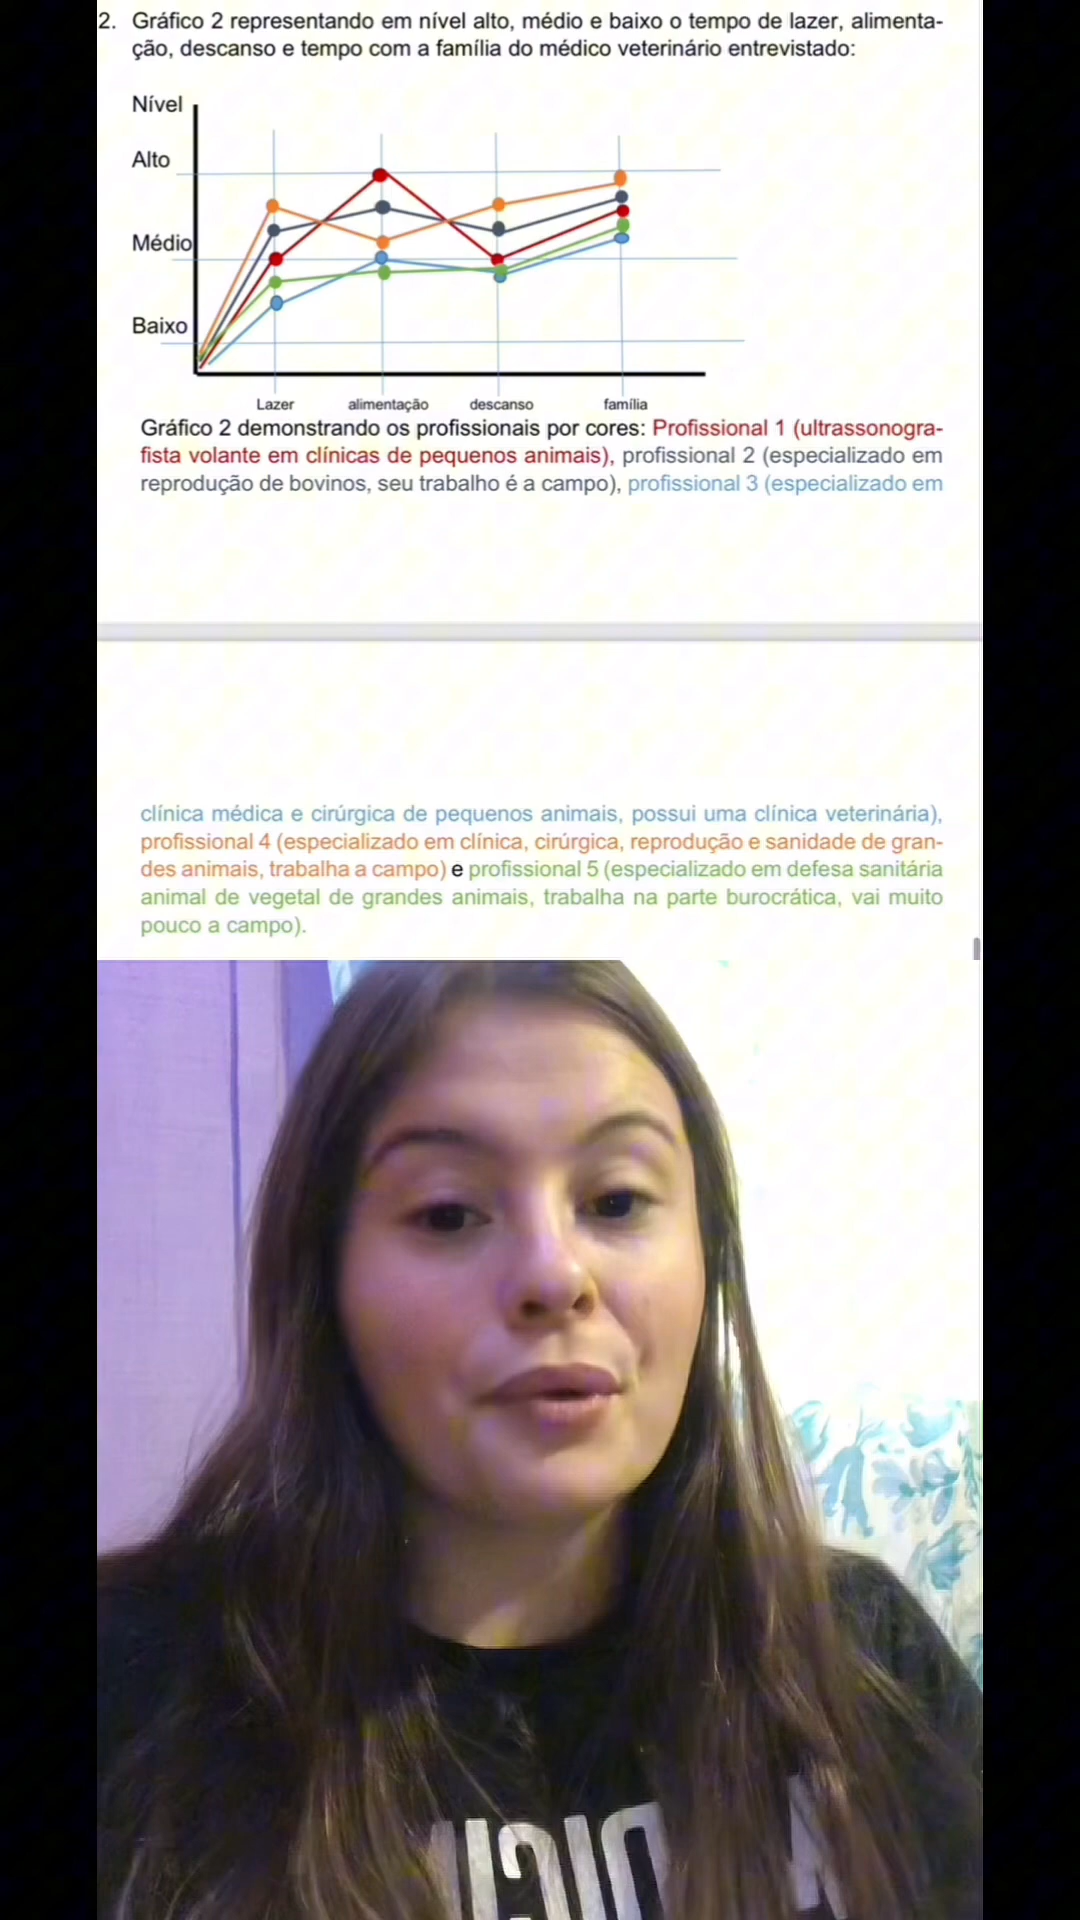 2. Gráfico 2 representando em nível alto, médio e baixo o tempo de lazer, alimenta-
ção, descanso e tempo com a família do médico veterinário entrevistado:
Nível
Alto
Médio
Baixo
Lazer alimentação descanso família
Gráfico 2 demonstrando os profissionais por cores: Profissional 1 (ultrassonogra-
fista volante em clínicas de pequenos animais), profissional 2 (especializado em
reprodução de bovinos, seu trabalho é a campo), profissional 3 (especializado em
clínica médica e cirúrgica de pequenos animais, possui uma clínica veterinária),
profissional 4 (especializado em clínica, cirúrgica, reprodução e sanidade de gran-
des animais, trabalha a campo) e profissional 5 (especializado em defesa sanitária
animal de vegetal de grandes animais, trabalha na parte burocrática, vai muito
pouco a campo).